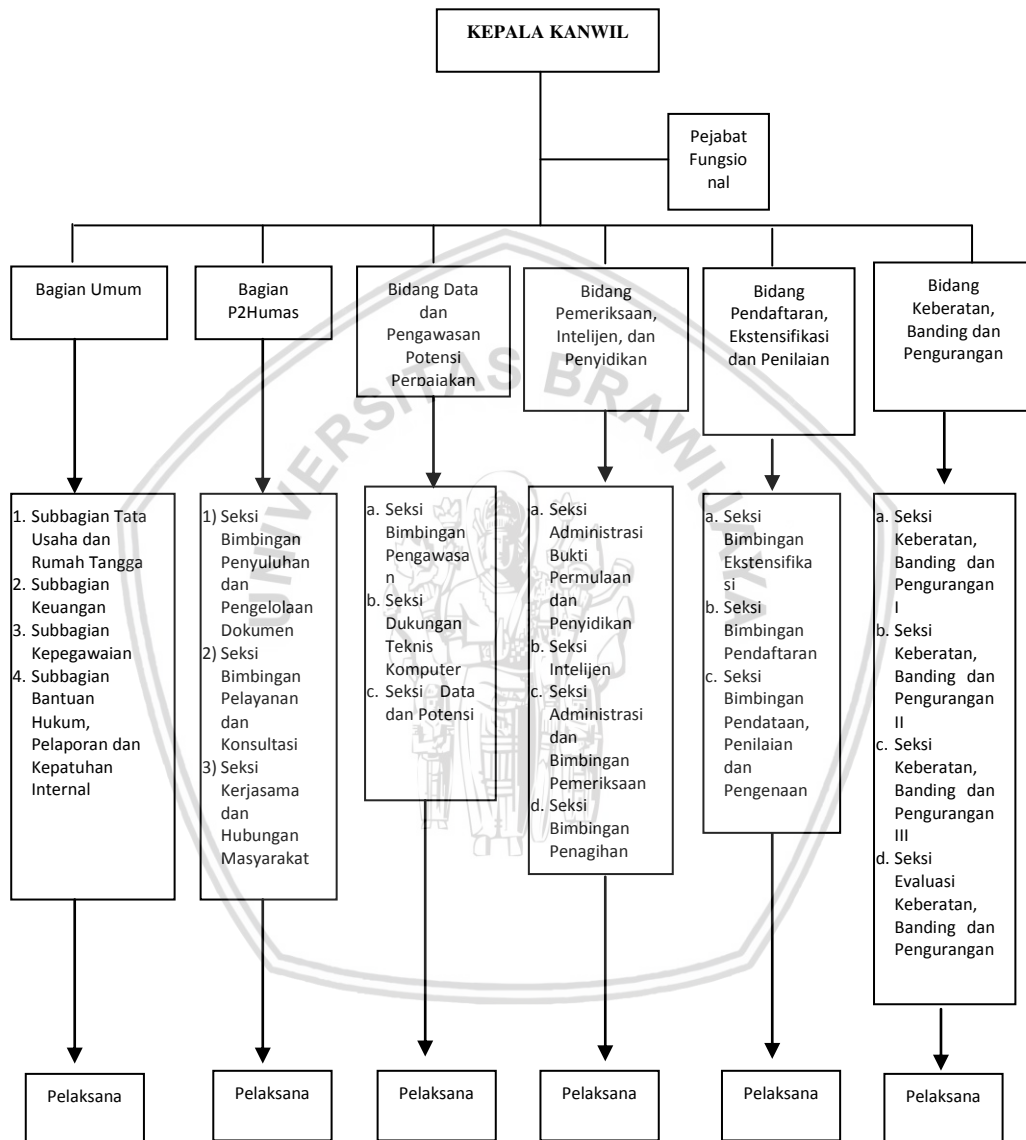 KEPALA KANWIL
Pejabat
Fungsio
nal
Bagian Umum
Bagian
P2Humas
Bidang Data
dan
Pengawasan
Potensi
Perpajakan
Bidang
Pemeriksaan,
Intelijen, dan
Penyidikan
Bidang
Pendaftaran,
Ekstensifikasi
dan Penilaian
Bidang
Keberatan,
Banding dan
Pengurangan
1. Subbagian Tata
Usaha dan
Rumah Tangga
2. Subbagian
Keuangan
3. Subbagian
Kepegawaian
4. Subbagian
Bantuan
Hukum,
Pelaporan dan
Kepatuhan
Internal
1) Seksi
Bimbingan
Penyuluhan
dan
Pengelolaan
Dokumen
2) Seksi
Bimbingan
Pelayanan
dan
Konsultasi
3) Seksi
Kerjasama
dan
Hubungan
Masyarakat
a. Seksi
Bimbingan
Pengawasa
n
b. Seksi
Dukungan
Teknis
Komputer
c. Seksi Data
dan Potensi
a. Seksi
Administrasi
Bukti
Permulaan
dan
Penyidikan
b. Seksi
Intelijen
c. Seksi
Administrasi
dan
Bimbingan
Pemeriksaan
d. Seksi
Bimbingan
Penagihan
a. Seksi
Bimbingan
Ekstensifika
si
b. Seksi
Bimbingan
Pendaftaran
c. Seksi
Bimbingan
Pendataan,
Penilaian
dan
Pengenaan
a. Seksi
Keberatan,
Banding dan
Pengurangan
I
b. Seksi
Keberatan,
Banding dan
Pengurangan
II
c. Seksi
Keberatan,
Banding dan
Pengurangan
III
d. Seksi
Evaluasi
Keberatan,
Banding dan
Pengurangan
Pelaksana
Pelaksana
Pelaksana
Pelaksana
Pelaksana
Pelaksana
UNIVERSITAS BRAWIJAYA